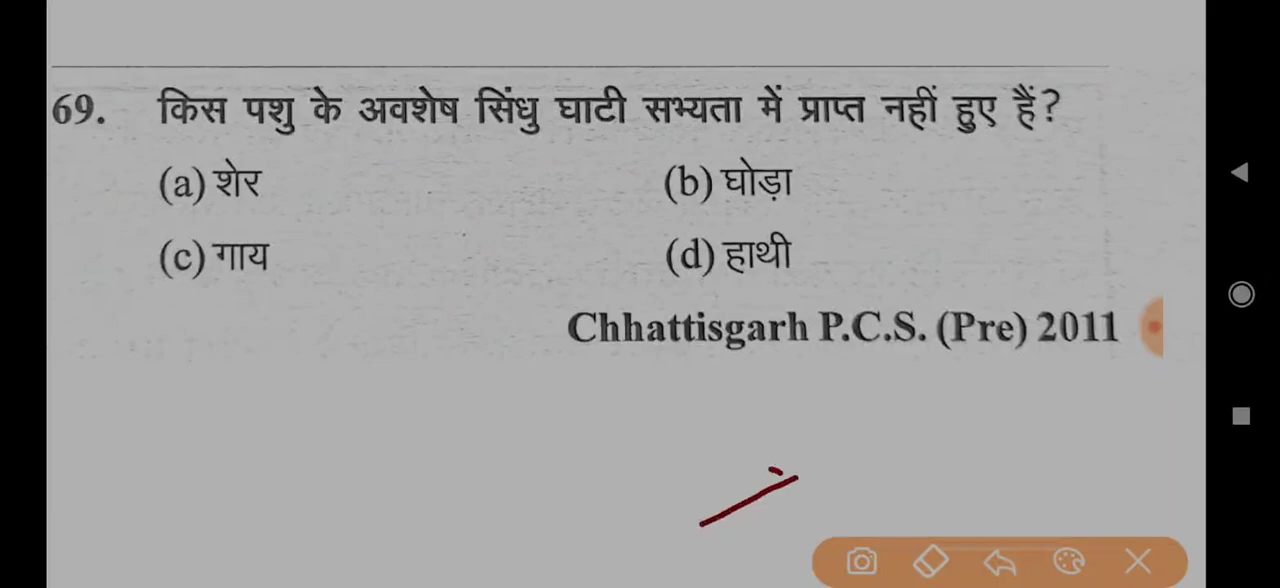 69. किस पशु के अवशेष सिंधु घाटी सभ्यता में प्राप्त नहीं हुए हैं?
(a) शेर (b) घोड़ा
(c) गाय (d) हाथी
Chhattisgarh P.C.S. (Pre) 2011